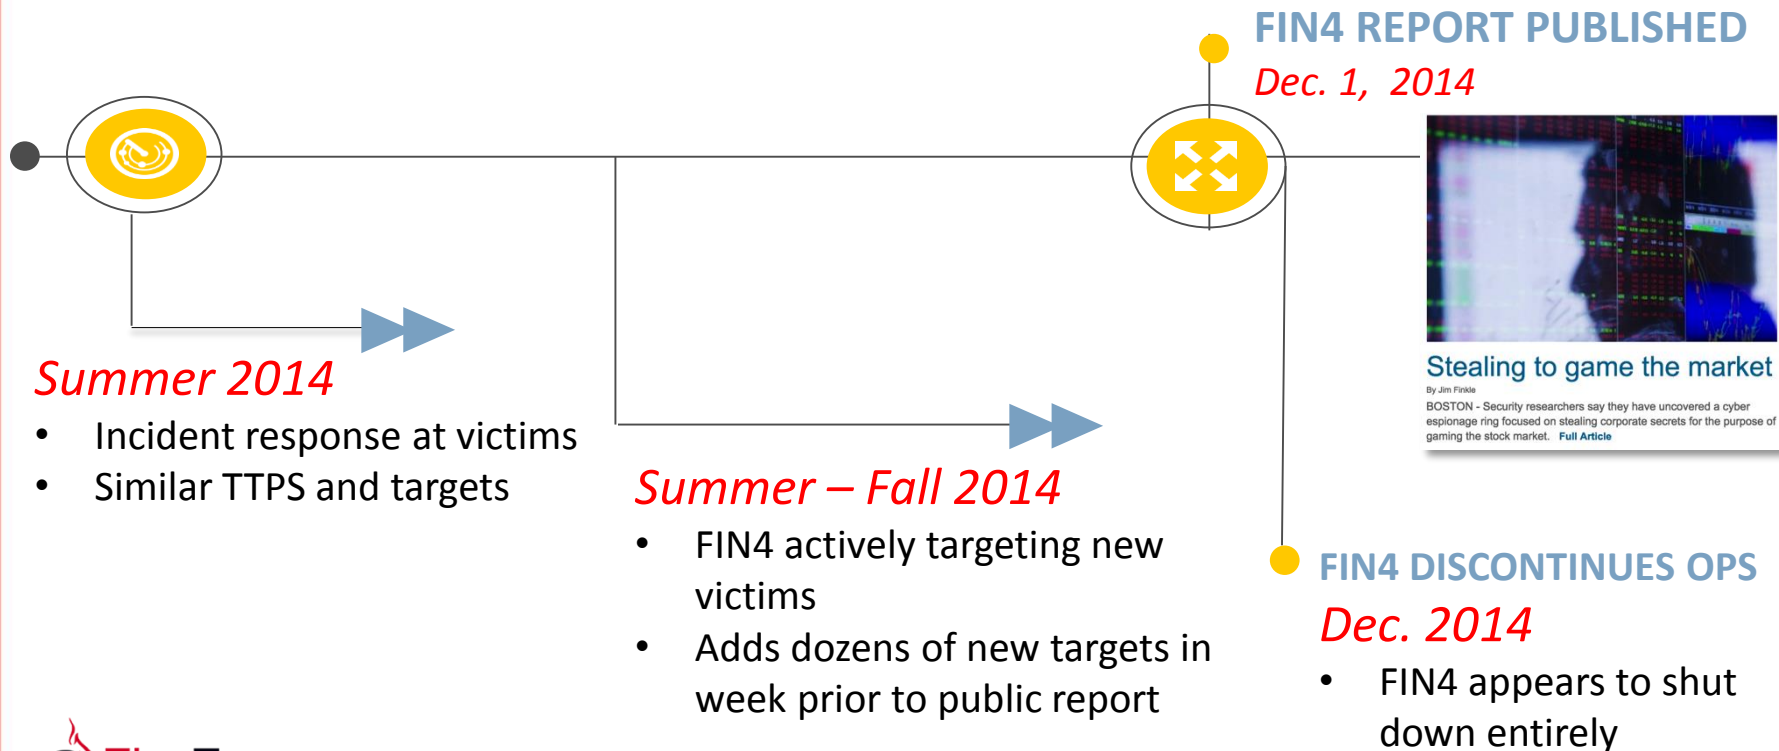 FIN4 REPORT PUBLISHED
Dec. 1, 2014
Stealing to game the market
By Jim Finkle
BOSTON - Security researchers say they have uncovered a cyber
espionage ring focused on stealing corporate secrets for the purpose of
gaming the stock market. Full Article
Summer 2014
• Incident response at victims
• Similar TTPS and targets
Summer – Fall 2014
• FIN4 actively targeting new
victims
• Adds dozens of new targets in
week prior to public report
FIN4 DISCONTINUES OPS
Dec. 2014
• FIN4 appears to shut
down entirely